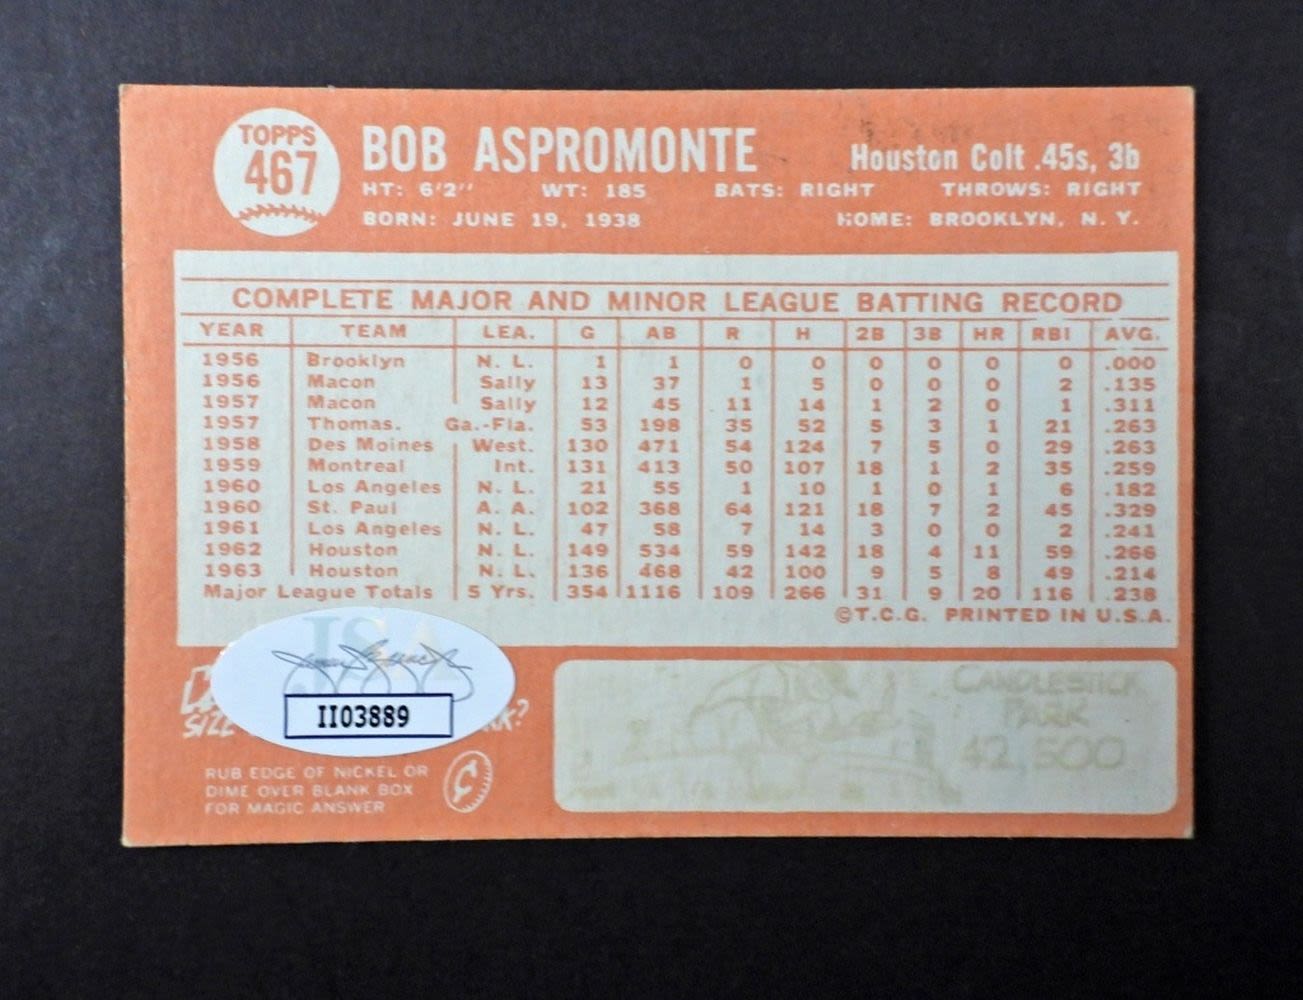 TOPPS
467
BOB ASPROMONTE
Houston Colt .45s, 3b
HT: 6'2'' WT: 185 BATS: RIGHT THROWS: RIGHT
BORN: JUNE 19, 1938 HOME: BROOKLYN, N. Y.
COMPLETE MAJOR AND MINOR LEAGUE BATTING RECORD
YEAR TEAM LEA. G AB R H 2B 3B HR RBI AVG.
1956 Brooklyn N. L. 1 1 0 0 0 0 0 0 .000
1956 Macon Sally 13 37 1 5 0 0 0 2 .135
1957 Macon Sally 12 45 11 14 1 2 0 1 .311
1957 Thomas. Ga.-Fla. 53 198 35 52 5 3 1 21 .263
1958 Des Moines West. 130 471 54 124 7 5 0 29 .263
1959 Montreal Int. 131 413 50 107 18 1 2 35 .259
1960 Los Angeles N. L. 21 55 1 10 1 0 1 6 .182
1960 St. Paul A. A. 102 368 64 121 18 7 2 45 .329
1961 Los Angeles N. L. 47 58 7 14 3 0 0 2 .241
1962 Houston N. L. 149 534 59 142 18 4 11 59 .266
1963 Houston N. L. 136 468 42 100 9 5 8 49 .214
Major League Totals 5 Yrs. 354 1116 109 266 31 9 20 116 .238
©T.C.G. PRINTED IN U.S.A.
JSA
II03889
SIZE
RUB EDGE OF NICKEL OR
DIME OVER BLANK BOX
FOR MAGIC ANSWER
CANDLESTICK
PARK
42,500